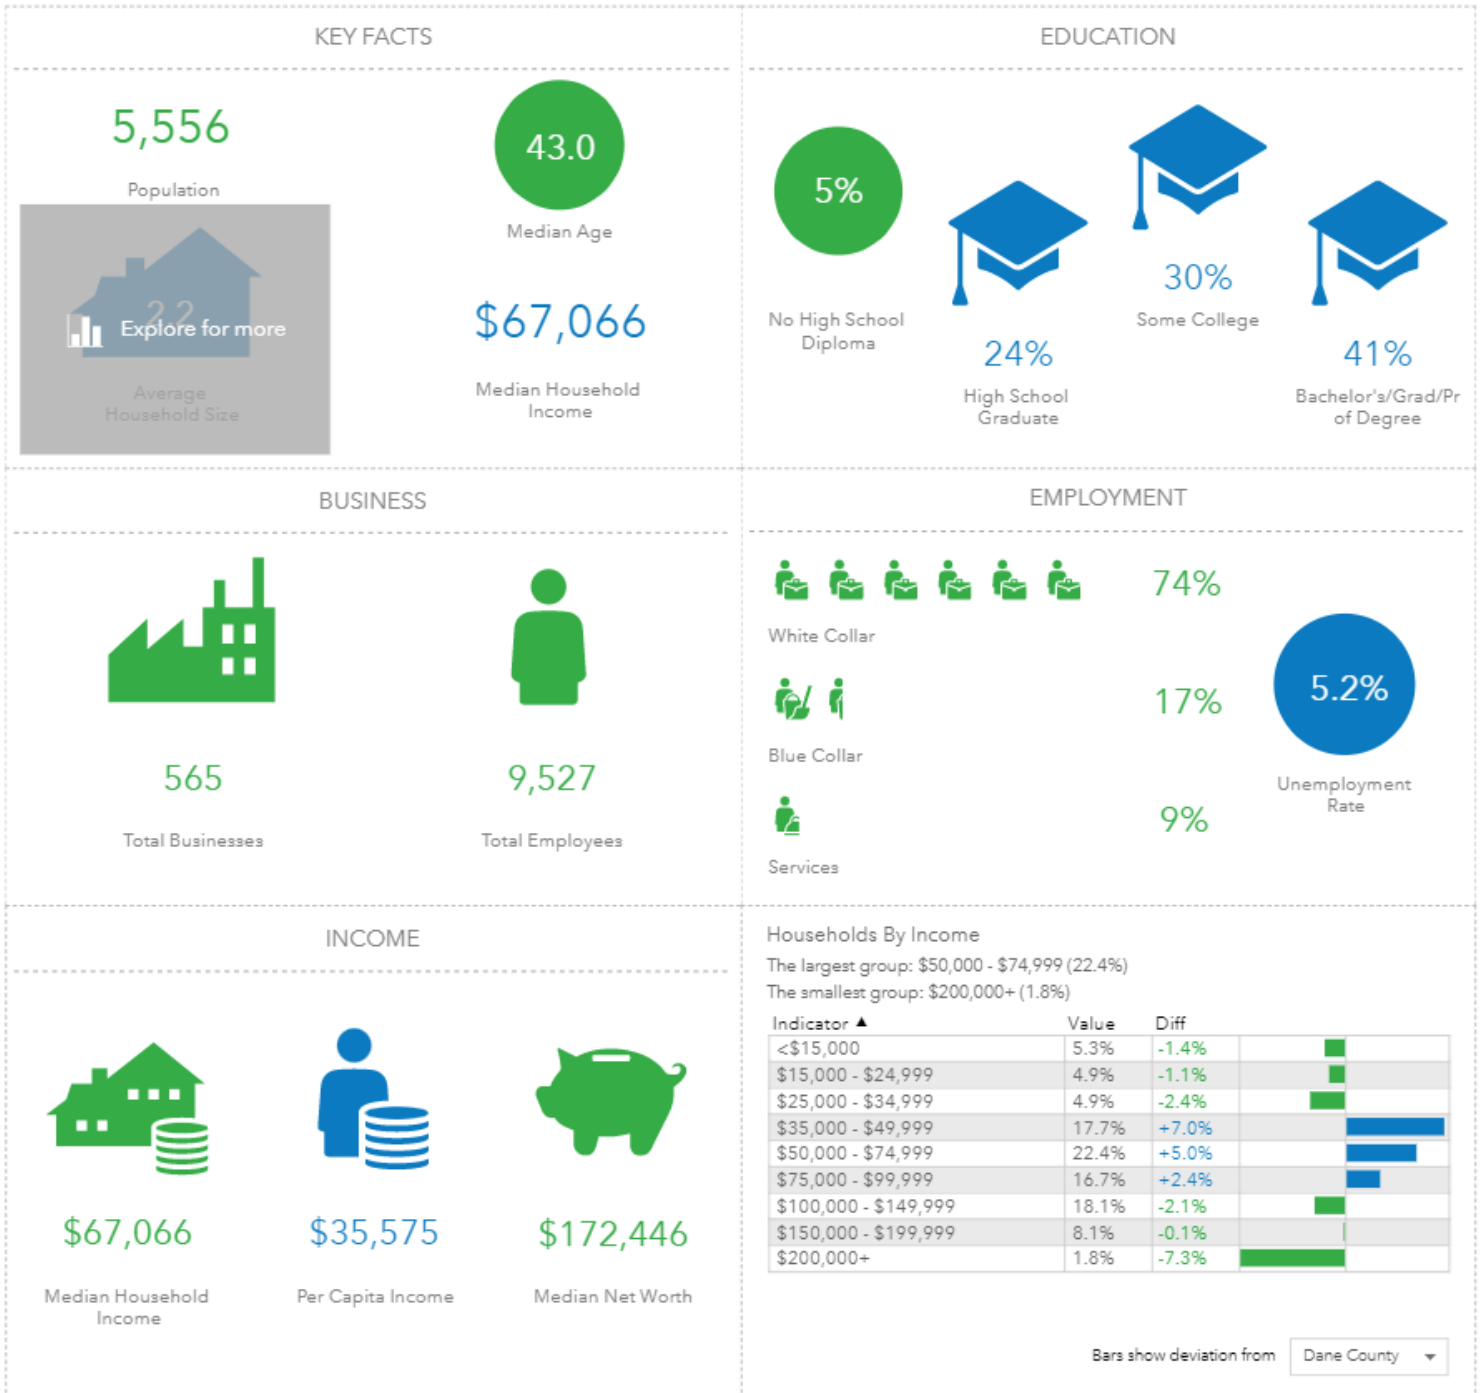 KEY FACTS
5,556
Population
43.0
Median Age
2.2
Explore for more
Average
Household Size
$67,066
Median Household
Income
EDUCATION
5%
No High School
Diploma
24%
High School
Graduate
30%
Some College
41%
Bachelor's/Grad/Pr
of Degree
BUSINESS
565
Total Businesses
9,527
Total Employees
EMPLOYMENT
74%
White Collar
17%
Blue Collar
9%
Services
5.2%
Unemployment
Rate
INCOME
$67,066
Median Household
Income
$35,575
Per Capita Income
$172,446
Median Net Worth
Households By Income
The largest group: $50,000 - $74,999 (22.4%)
The smallest group: $200,000+ (1.8%)
Indicator ▲ Value Diff
<$15,000 5.3% -1.4%
$15,000 - $24,999 4.9% -1.1%
$25,000 - $34,999 4.9% -2.4%
$35,000 - $49,999 17.7% +7.0%
$50,000 - $74,999 22.4% +5.0%
$75,000 - $99,999 16.7% +2.4%
$100,000 - $149,999 18.1% -2.1%
$150,000 - $199,999 8.1% -0.1%
$200,000+ 1.8% -7.3%
Bars show deviation from Dane County